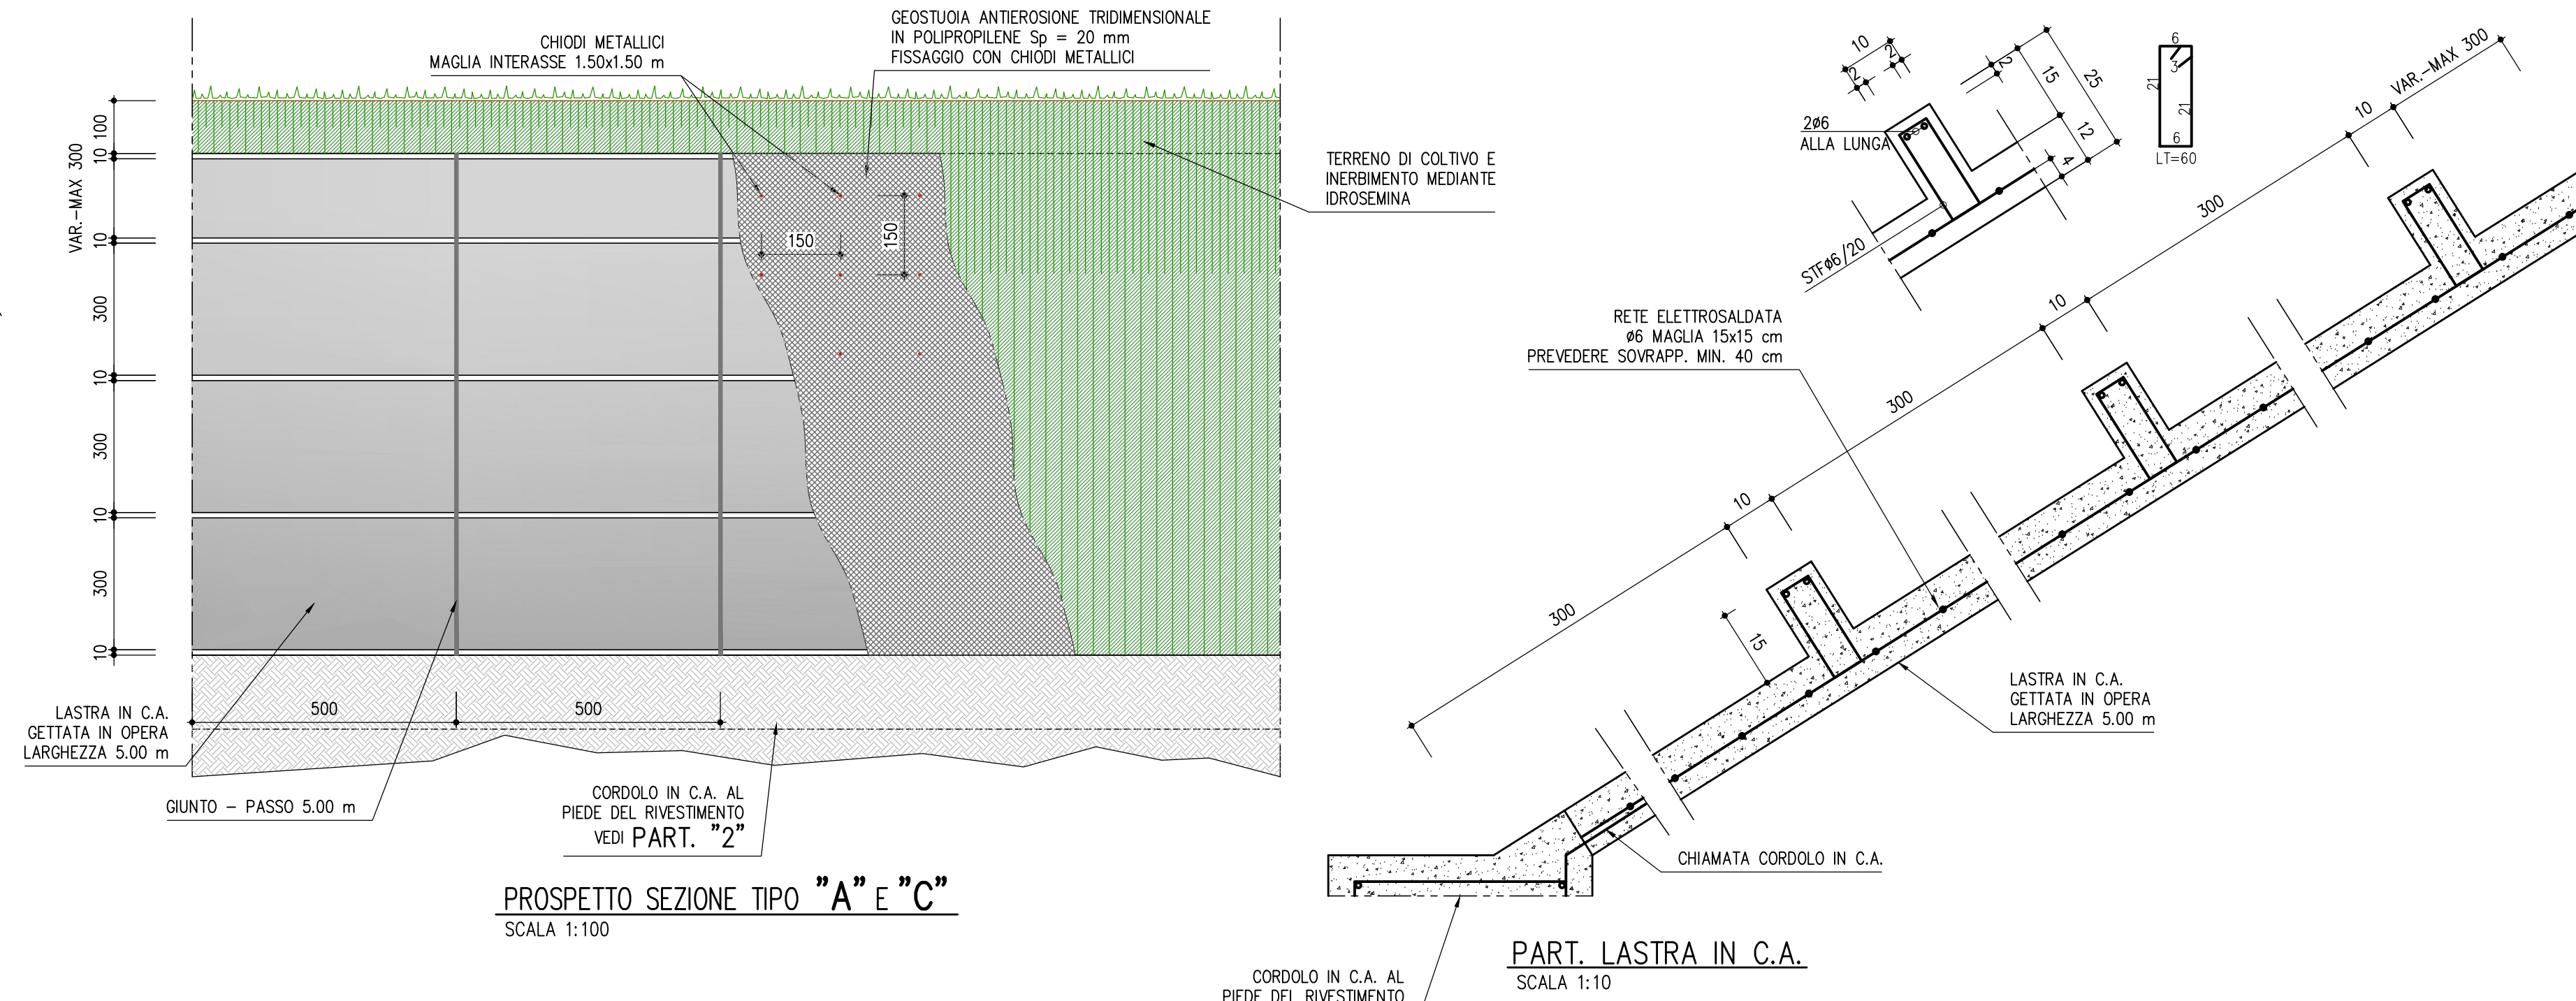 CHIODI METALLICI
MAGLIA INTERASSE 1.50x1.50 m
GEOSTUOIA ANTIEROSIONE TRIDIMENSIONALE
IN POLIPROPILENE Sp = 20 mm
FISSAGGIO CON CHIODI METALLICI
TERRENO DI COLTIVO E
INERBIMENTO MEDIANTE
IDROSEMINA
VAR.-MAX 300
100
10
10
300
10
300
10
300
10
150
150
500
500
LASTRA IN C.A.
GETTATA IN OPERA
LARGHEZZA 5.00 m
GIUNTO - PASSO 5.00 m
CORDOLO IN C.A. AL
PIEDE DEL RIVESTIMENTO
VEDI PART. "2"
PROSPETTO SEZIONE TIPO "A" E "C"
SCALA 1:100
10
2
2
2
15
25
12
4
2ø6
ALLA LUNGA
STFø6/20
6
3
21
21
6
LT=60
VAR.-MAX 300
10
300
10
300
10
300
15
RETE ELETTROSALDATA
ø6 MAGLIA 15x15 cm
PREVEDERE SOVRAPP. MIN. 40 cm
LASTRA IN C.A.
GETTATA IN OPERA
LARGHEZZA 5.00 m
CHIAMATA CORDOLO IN C.A.
PART. LASTRA IN C.A.
SCALA 1:10
CORDOLO IN C.A. AL
PIEDE DEL RIVESTIMENTO